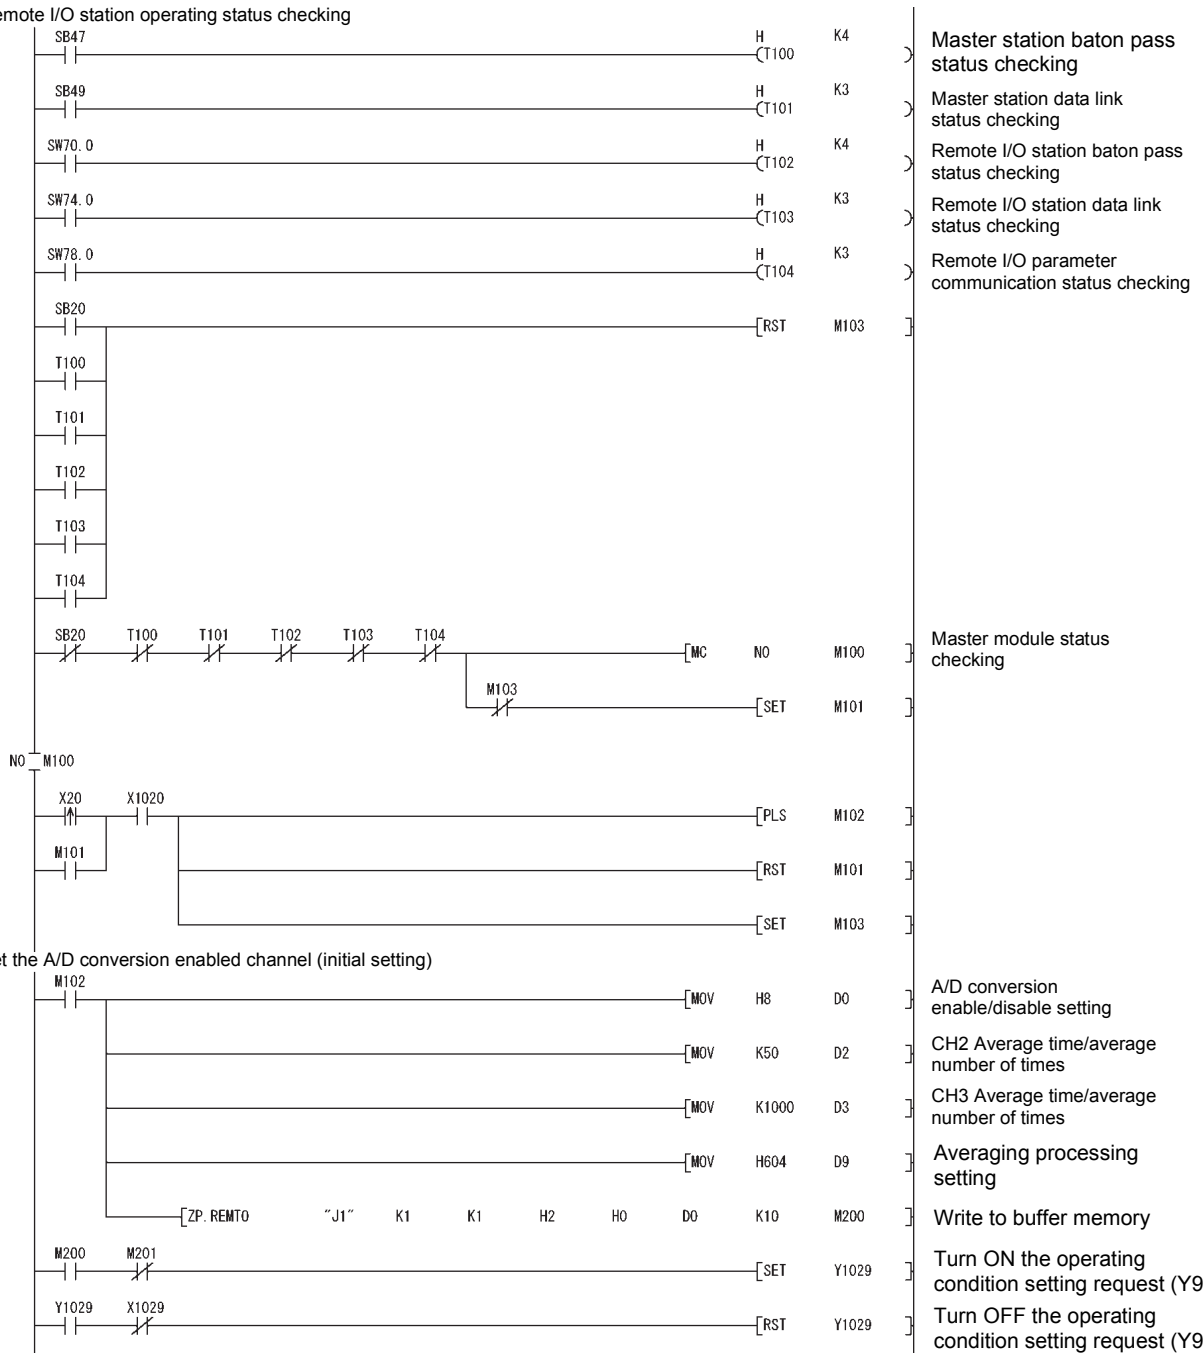 emote I/O station operating status checking
SB47 H K4
(T100 )
Master station baton pass
status checking
SB49 H K3
(T101 )
Master station data link
status checking
SW70.0 H K4
(T102 )
Remote I/O station baton pass
status checking
SW74.0 H K3
(T103 )
Remote I/O station data link
status checking
SW78.0 H K3
(T104 )
Remote I/O parameter
communication status checking
SB20
[RST M103 ]
T100
T101
T102
T103
T104
SB20 T100 T101 T102 T103 T104
[MC N0 M100 ]
Master module status
checking
M103
[SET M101 ]
N0 M100
X20 X1020
[PLS M102 ]
M101
[RST M101 ]
[SET M103 ]
et the A/D conversion enabled channel (initial setting)
M102
[MOV H8 D0 ]
A/D conversion
enable/disable setting
[MOV K50 D2 ]
CH2 Average time/average
number of times
[MOV K1000 D3 ]
CH3 Average time/average
number of times
[MOV H604 D9 ]
Averaging processing
setting
[ZP.REMTO "J1" K1 K1 H2 H0 D0 K10 M200 ]
Write to buffer memory
M200 M201
[SET Y1029 ]
Turn ON the operating
condition setting request (Y9
Y1029 X1029
[RST Y1029 ]
Turn OFF the operating
condition setting request (Y9